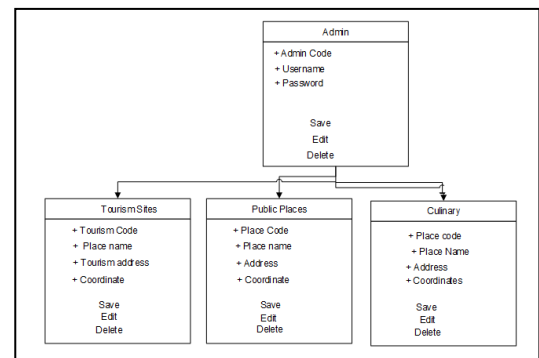 Admin
+ Admin Code
+ Username
+ Password
Save
Edit
Delete
Tourism Sites
+ Tourism Code
+ Place name
+ Tourism address
+ Coordinate
Save
Edit
Delete
Public Places
+ Place Code
+ Place name
+ Address
+ Coordinate
Save
Edit
Delete
Culinary
+ Place code
+ Place Name
+ Address
+ Coordinates
Save
Edit
Delete